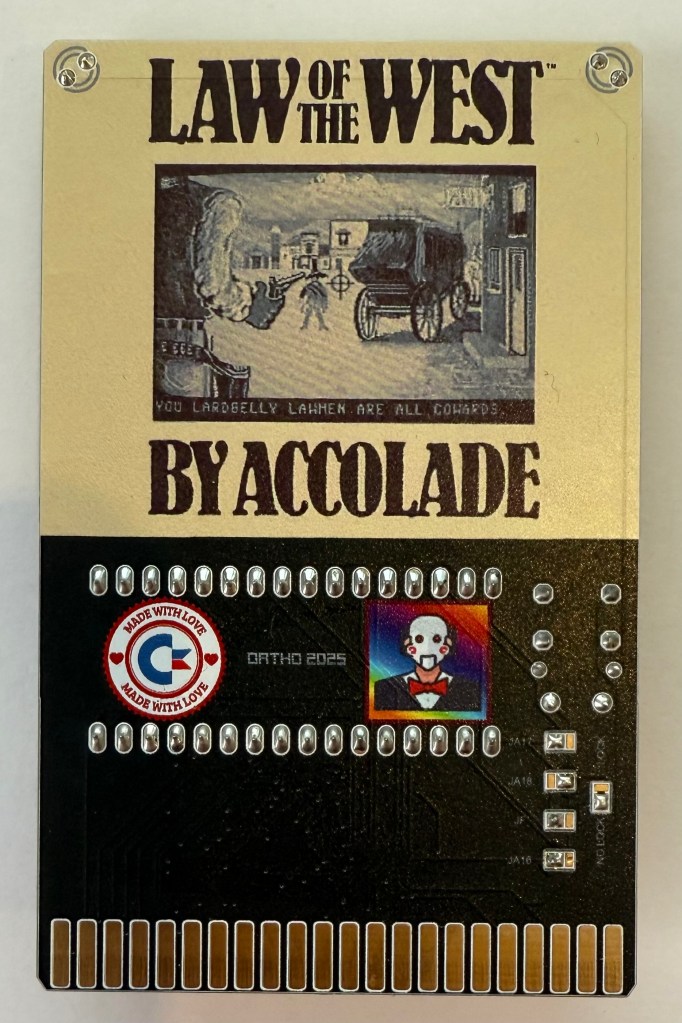 LAW OF THE WEST™
YOU LARDBELLY LAWMEN ARE ALL COWARDS.
BY ACCOLADE
MADE WITH LOVE
MADE WITH LOVE
ORTHO 2025
JA17
JA18
JP
JA16